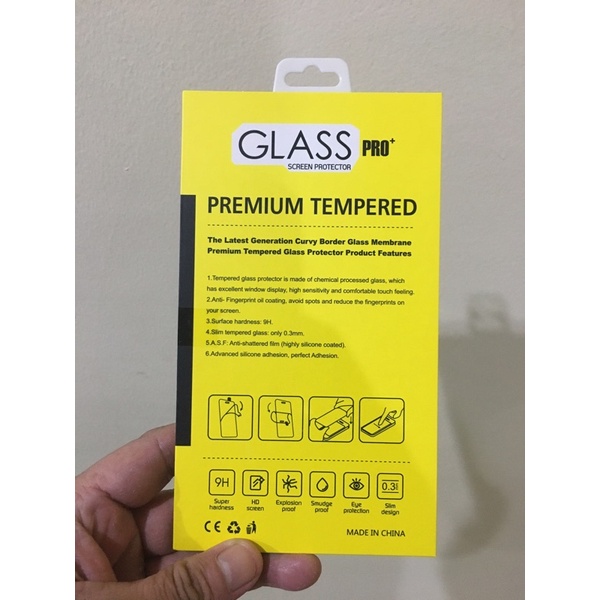 GLASS PRO+
SCREEN PROTECTOR
PREMIUM TEMPERED
The Latest Generation Curvy Border Glass Membrane
Premium Tempered Glass Protector Product Features
1.Tempered glass protector is made of chemical processed glass, which
has excellent window display, high sensitivity and comfortable touch feeling.
2.Anti- Fingerprint oil coating, avoid spots and reduce the fingerprints on
your screen.
3.Surface hardness: 9H.
4.Slim tempered glass: only 0.3mm.
5.A.S.F: Anti-shattered film (highly silicone coated).
6.Advanced silicone adhesion, perfect Adhesion.
9H
0.3
Super hardness
HD screen
Explosion proof
Smudge proof
Eye protection
Slim design
CE
MADE IN CHINA